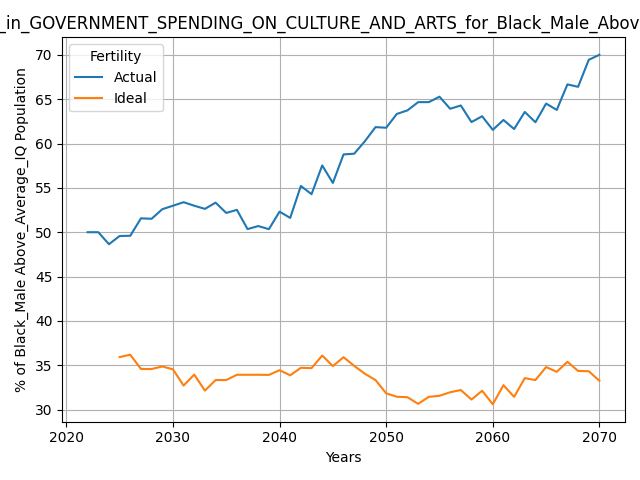 _in_GOVERNMENT_SPENDING_ON_CULTURE_AND_ARTS_for_Black_Male_Abov
Fertility
Actual
Ideal
% of Black_Male Above_Average_IQ Population
70
65
60
55
50
45
40
35
30
2020 2030 2040 2050 2060 2070
Years